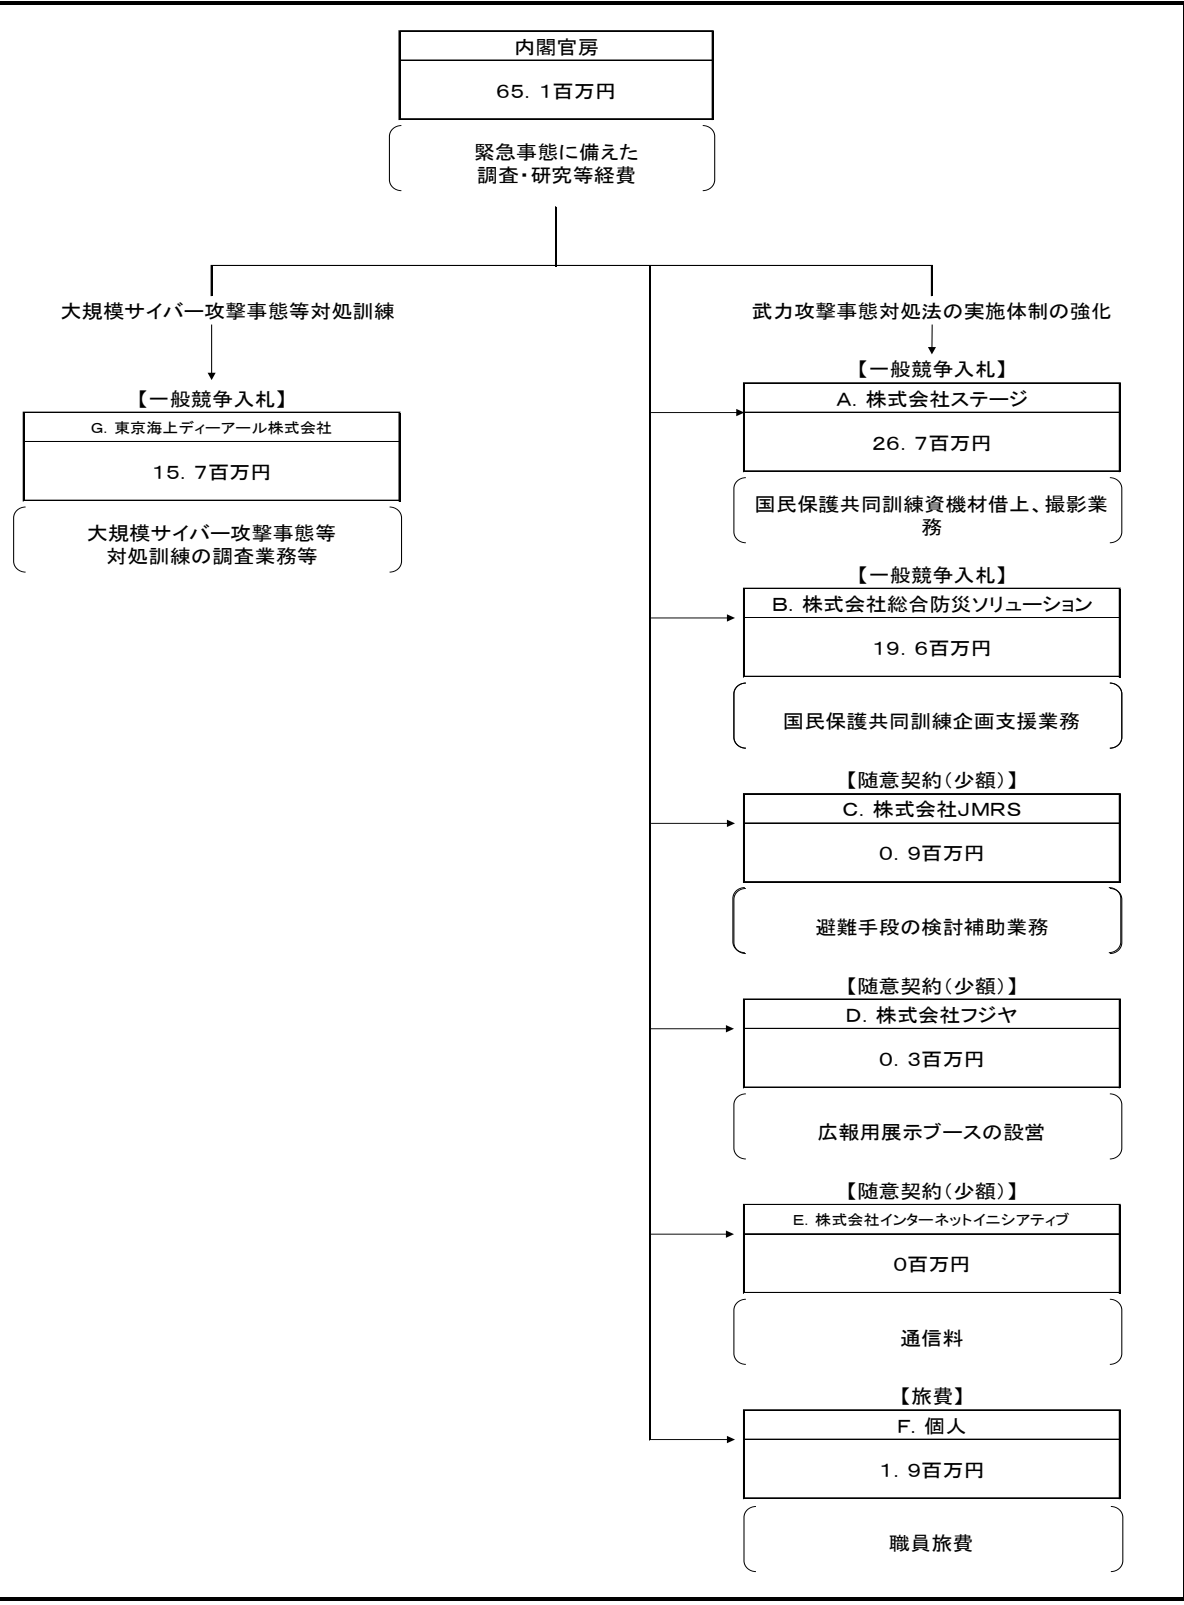 内閣官房
６５．１百万円
緊急事態に備えた
調査・研究等経費
大規模サイバー攻撃事態等対処訓練
【一般競争入札】
Ｇ．東京海上ディーアール株式会社
１５．７百万円
大規模サイバー攻撃事態等
対処訓練の調査業務等
武力攻撃事態対処法の実施体制の強化
【一般競争入札】
Ａ．株式会社ステージ
２６．７百万円
国民保護共同訓練資機材借上、撮影業
務
【一般競争入札】
Ｂ．株式会社総合防災ソリューション
１９．６百万円
国民保護共同訓練企画支援業務
【随意契約（少額）】
Ｃ．株式会社ＪＭＲＳ
０．９百万円
避難手段の検討補助業務
【随意契約（少額）】
Ｄ．株式会社フジヤ
０．３百万円
広報用展示ブースの設営
【随意契約（少額）】
Ｅ．株式会社インターネットイニシアティブ
０百万円
通信料
【旅費】
Ｆ．個人
１．９百万円
職員旅費